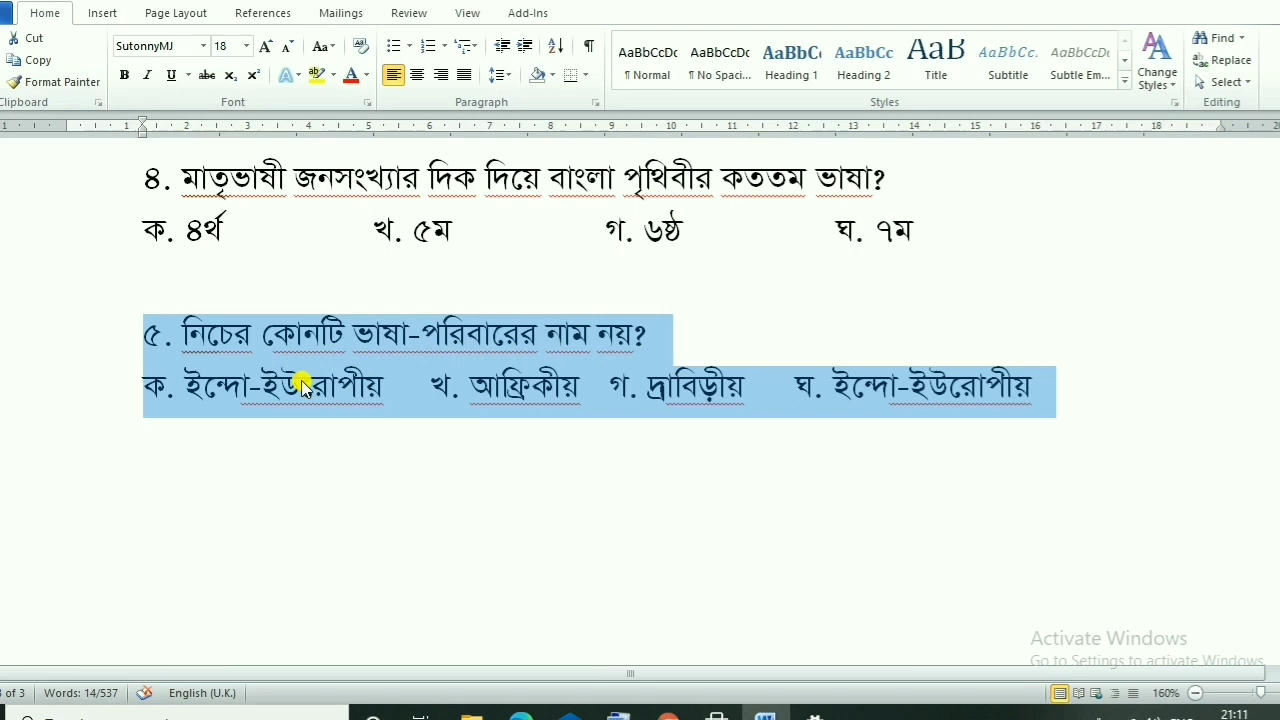 Home Insert Page Layout References Mailings Review View Add-Ins
Cut
Copy
Format Painter
Clipboard
SutonnyMJ 18
Font
Paragraph
AaBbCcDc AaBbCcDc AaBbC AaBbCc AaB AaBbCc. AaBbCcDc
¶ Normal ¶ No Spaci... Heading 1 Heading 2 Title Subtitle Subtle Em...
Styles
Change Styles
Find
Replace
Select
Editing
৪. মাতৃভাষী জনসংখ্যার দিক দিয়ে বাংলা পৃথিবীর কততম ভাষা?
ক. ৪র্থ খ. ৫ম গ. ৬ষ্ঠ ঘ. ৭ম
৫. নিচের কোনটি ভাষা-পরিবারের নাম নয়?
ক. ইন্দো-ইউরোপীয় খ. আফ্রিকীয় গ. দ্রাবিড়ীয় ঘ. ইন্দো-ইউরোপীয়
Activate Windows
Go to Settings to activate Windows.
of 3 Words: 14/537 English (U.K.) 160%
21:11